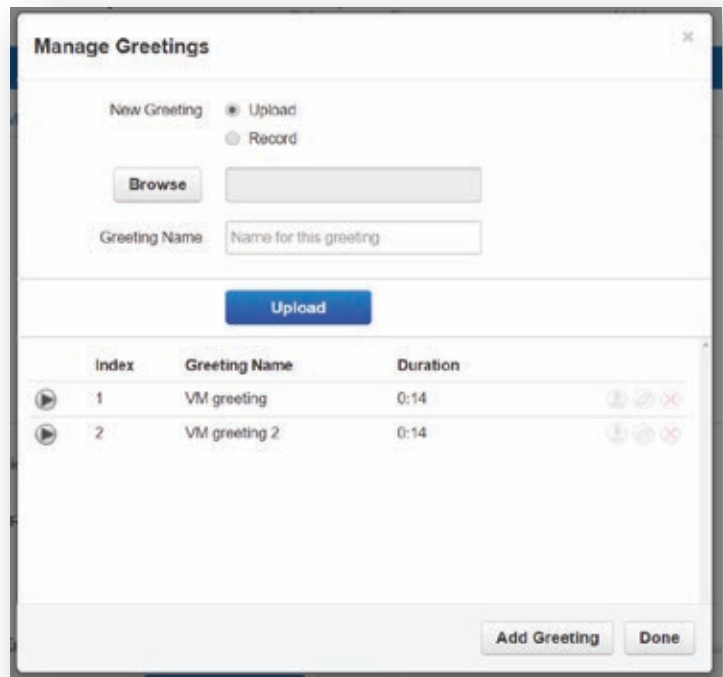 Manage Greetings
New Greeting Upload
Record
Browse
Greeting Name Name for this greeting
Upload
Index Greeting Name Duration
1 VM greeting 0:14
2 VM greeting 2 0:14
Add Greeting Done